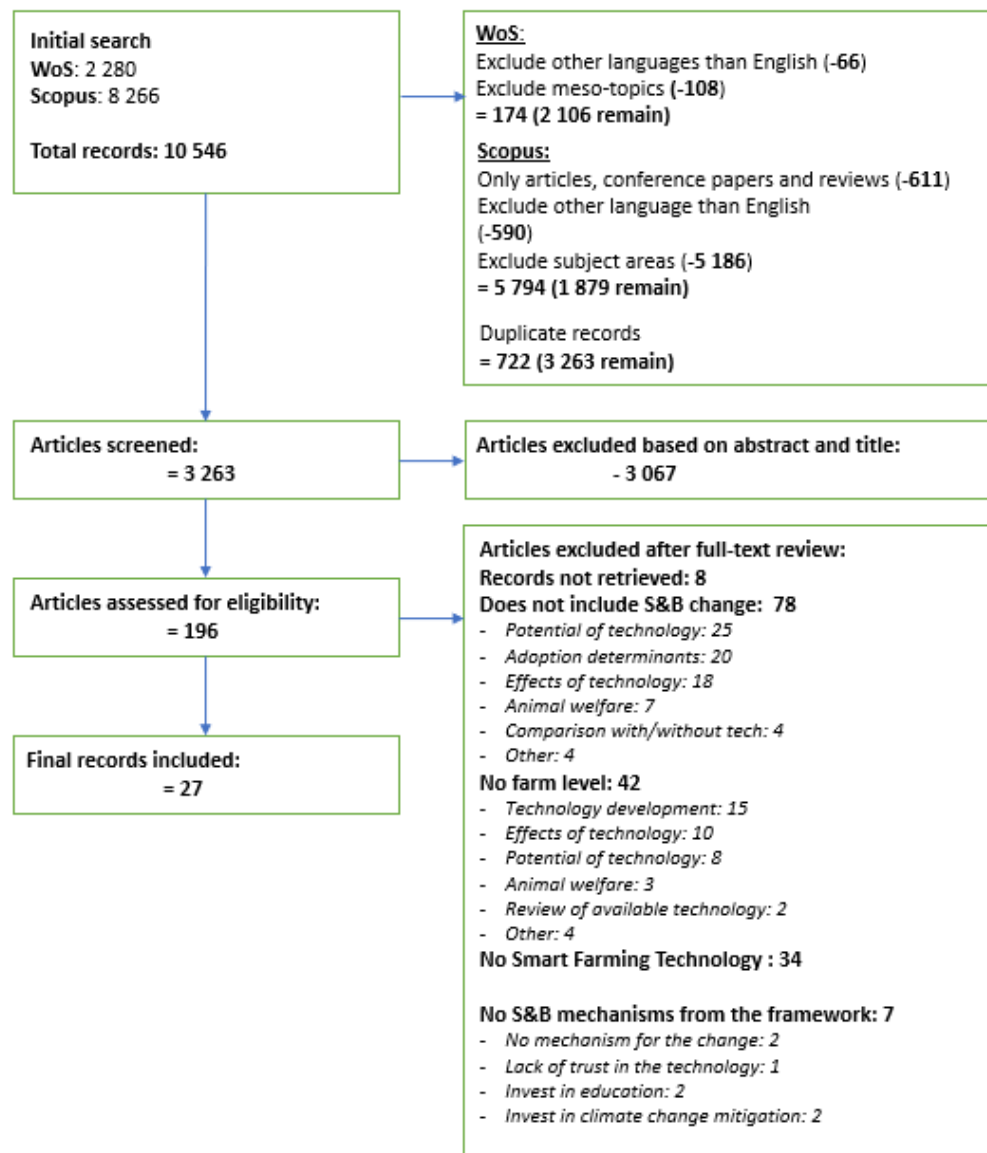 Initial search
WoS: 2 280
Scopus: 8 266
Total records: 10 546
WoS:
Exclude other languages than English (-66)
Exclude meso-topics (-108)
= 174 (2 106 remain)
Scopus:
Only articles, conference papers and reviews (-611)
Exclude other language than English
(-590)
Exclude subject areas (-5 186)
= 5 794 (1 879 remain)
Duplicate records
= 722 (3 263 remain)
Articles screened:
= 3 263
Articles excluded based on abstract and title:
- 3 067
Articles assessed for eligibility:
= 196
Articles excluded after full-text review:
Records not retrieved: 8
Does not include S&B change: 78
- Potential of technology: 25
- Adoption determinants: 20
- Effects of technology: 18
- Animal welfare: 7
- Comparison with/without tech: 4
- Other: 4
No farm level: 42
- Technology development: 15
- Effects of technology: 10
- Potential of technology: 8
- Animal welfare: 3
- Review of available technology: 2
- Other: 4
No Smart Farming Technology : 34
No S&B mechanisms from the framework: 7
- No mechanism for the change: 2
- Lack of trust in the technology: 1
- Invest in education: 2
- Invest in climate change mitigation: 2
Final records included:
= 27